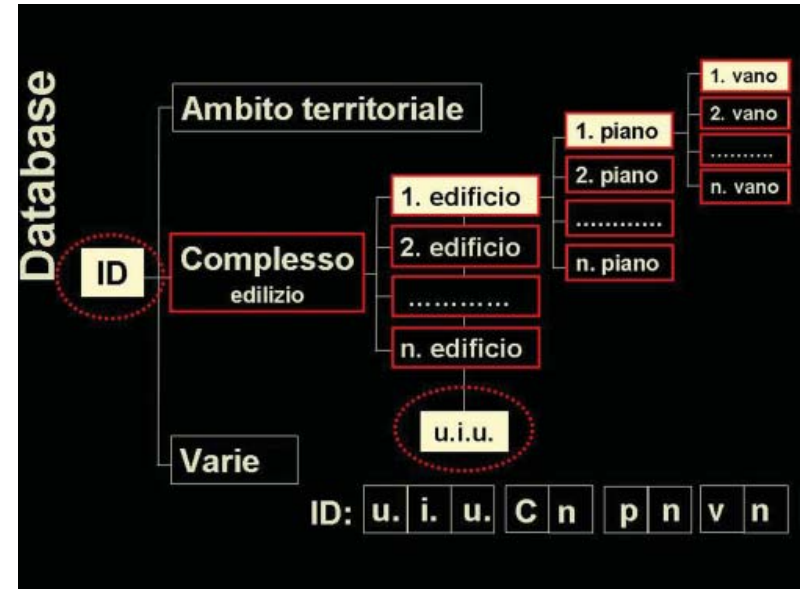 Database
ID
Ambito territoriale
Complesso
edilizio
Varie
1. edificio
2. edificio
............
n. edificio
u.i.u.
1. piano
2. piano
............
n. piano
1. vano
2. vano
..........
n. vano
ID: u. i. u. C n p n v n